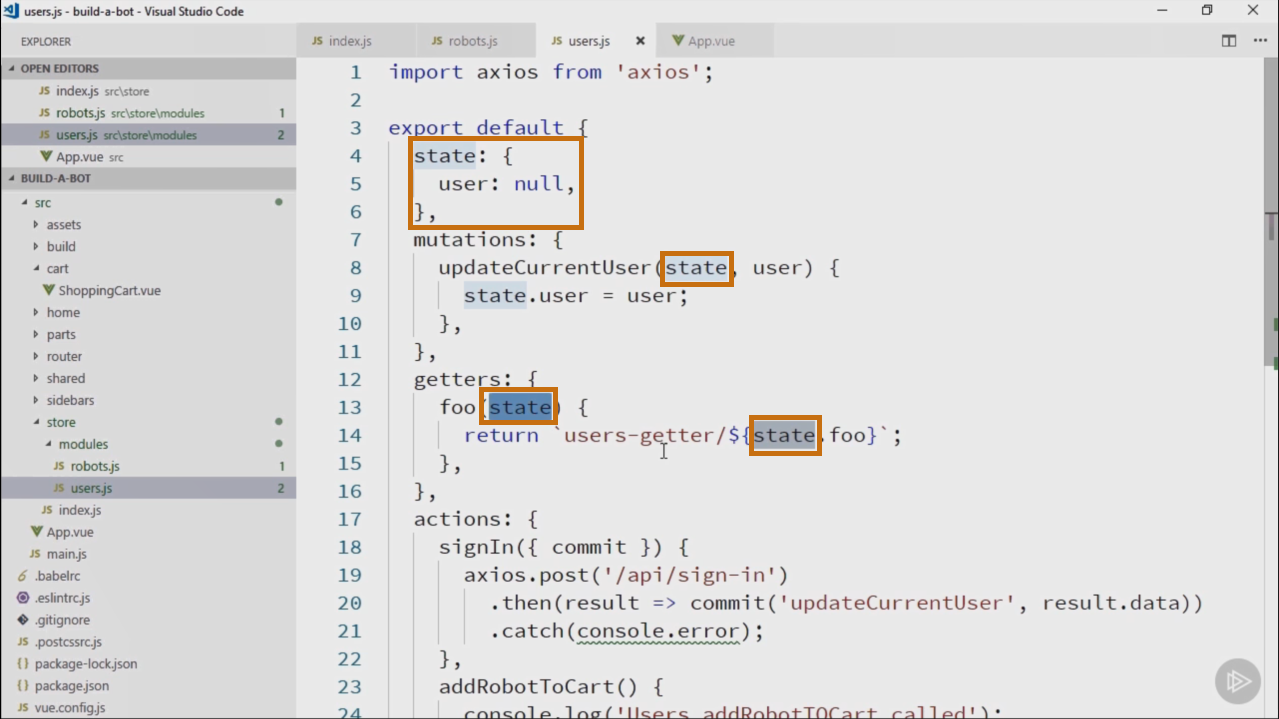 users.js - build-a-bot - Visual Studio Code
EXPLORER
OPEN EDITORS
JS index.js src\store
JS robots.js src\store\modules 1
JS users.js src\store\modules 2
App.vue src
BUILD-A-BOT
src
assets
build
cart
ShoppingCart.vue
home
parts
router
shared
sidebars
store
modules
JS robots.js 1
JS users.js 2
JS index.js
App.vue
JS main.js
.babelrc
.eslintrc.js
.gitignore
JS .postcssrc.js
{} package-lock.json
{} package.json
JS vue.config.js
JS index.js JS robots.js JS users.js App.vue
1 import axios from 'axios';
2
3 export default {
4 state: {
5 user: null,
6 },
7 mutations: {
8 updateCurrentUser(state, user) {
9 state.user = user;
10 },
11 },
12 getters: {
13 foo(state) {
14 return `users-getter/${state.foo}`;
15 },
16 },
17 actions: {
18 signIn({ commit }) {
19 axios.post('/api/sign-in')
20 .then(result => commit('updateCurrentUser', result.data))
21 .catch(console.error);
22 },
23 addRobotToCart() {
24 console.log('Users addRobotTOCart called');